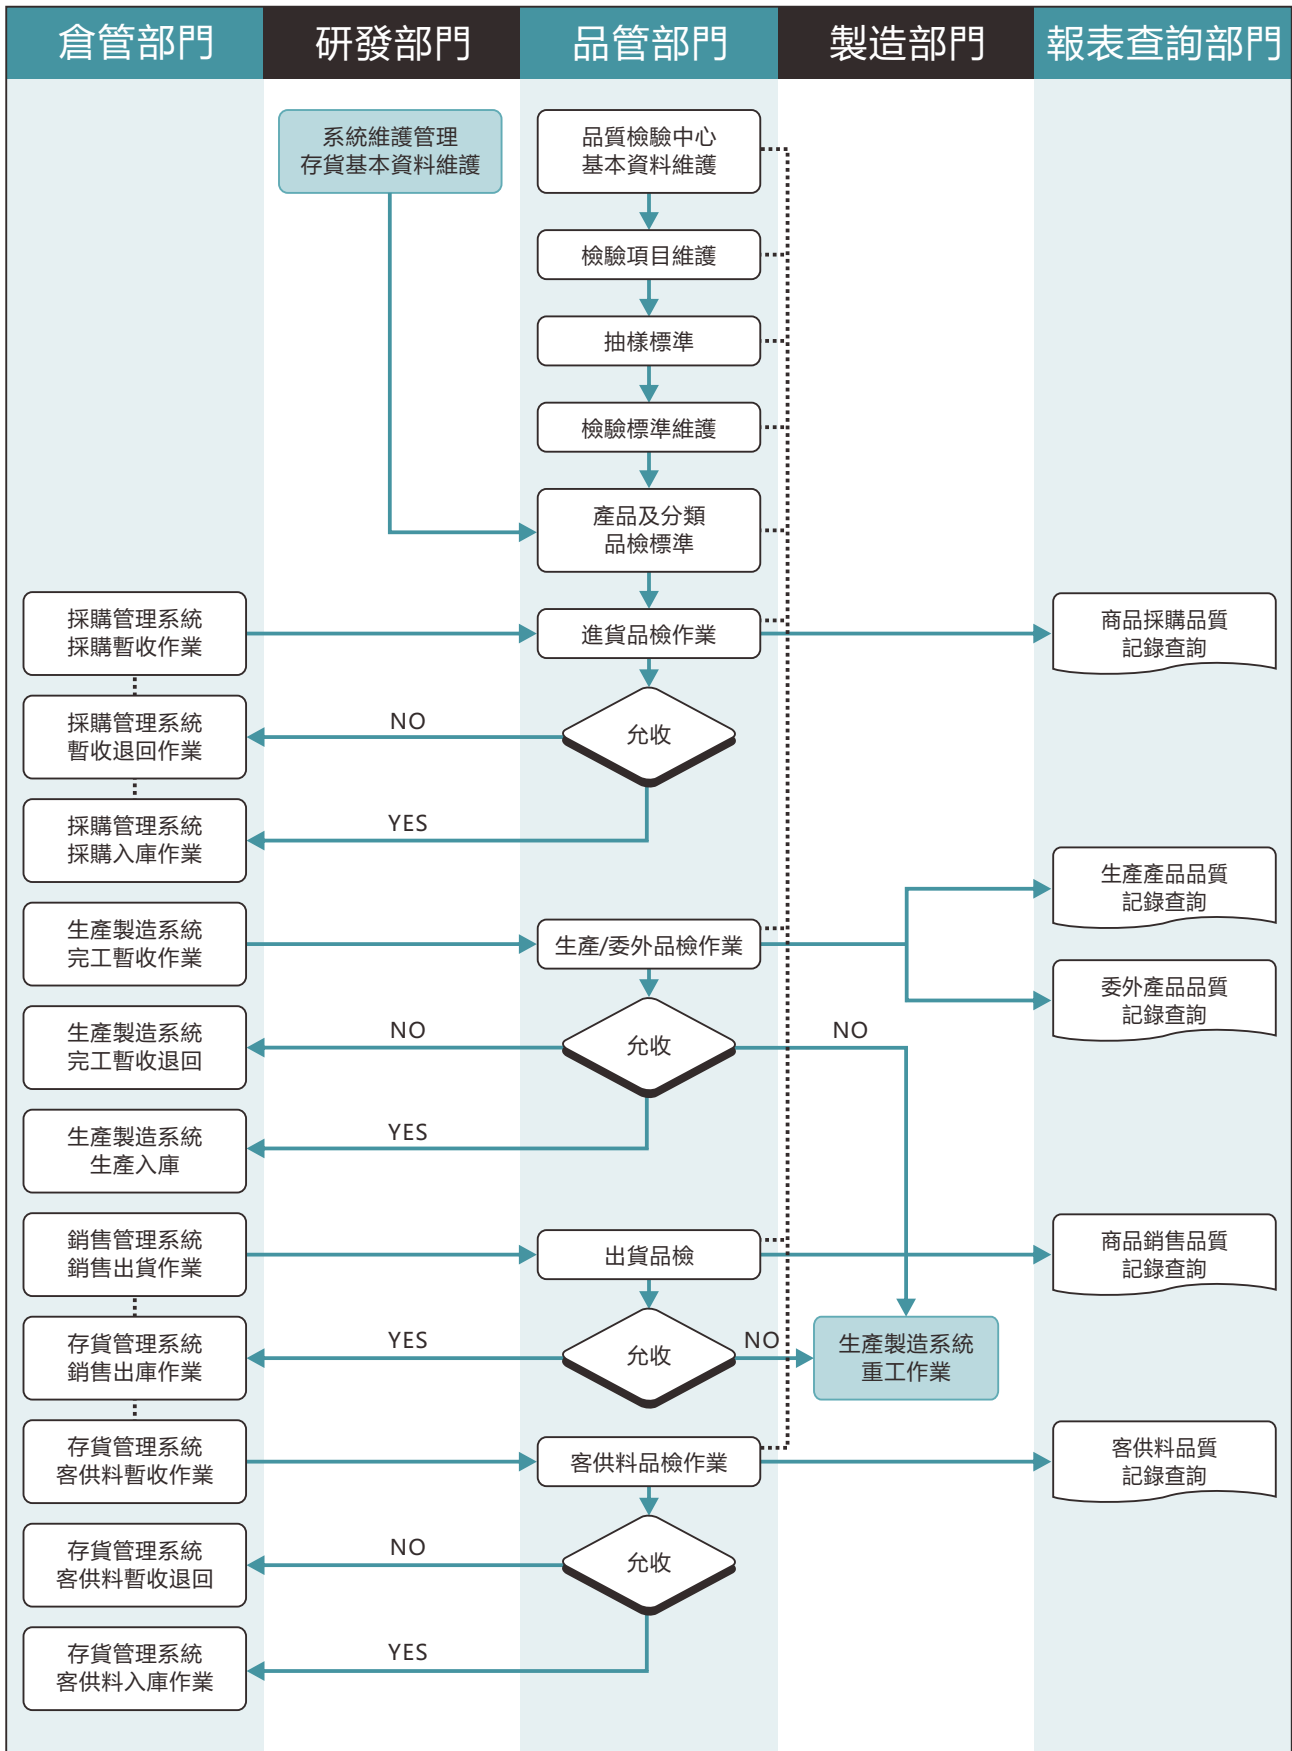 倉管部門
研發部門
品管部門
製造部門
報表查詢部門
系統維護管理
存貨基本資料維護
品質檢驗中心
基本資料維護
檢驗項目維護
抽樣標準
檢驗標準維護
產品及分類
品檢標準
採購管理系統
採購暫收作業
進貨品檢作業
商品採購品質
記錄查詢
採購管理系統
暫收退回作業
NO
允收
採購管理系統
採購入庫作業
YES
生產產品品質
記錄查詢
生產製造系統
完工暫收作業
生產/委外品檢作業
委外產品品質
記錄查詢
生產製造系統
完工暫收退回
NO
允收
NO
生產製造系統
生產入庫
YES
銷售管理系統
銷售出貨作業
出貨品檢
商品銷售品質
記錄查詢
存貨管理系統
銷售出庫作業
YES
允收
NO
生產製造系統
重工作業
存貨管理系統
客供料暫收作業
客供料品檢作業
客供料品質
記錄查詢
存貨管理系統
客供料暫收退回
NO
允收
存貨管理系統
客供料入庫作業
YES